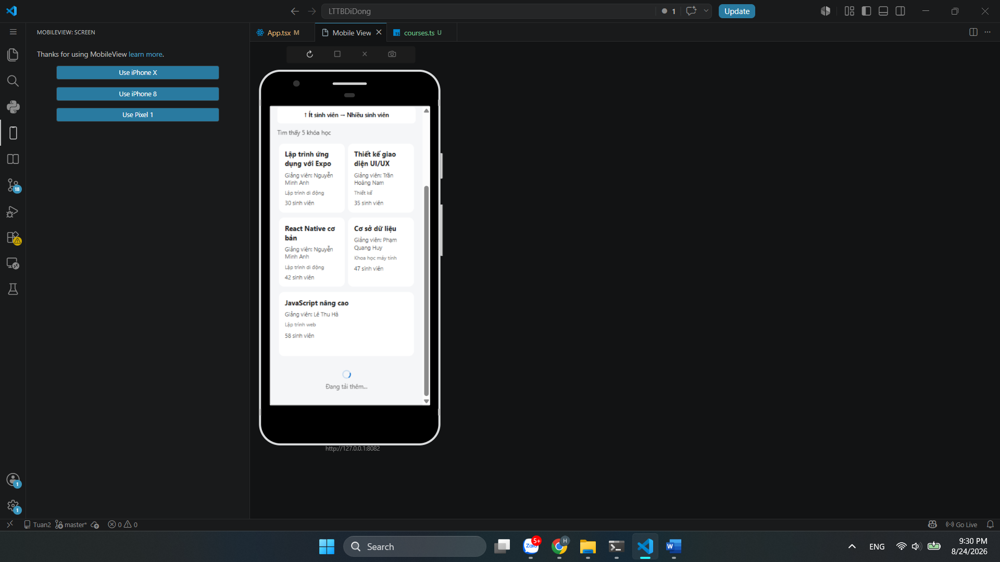 LTTBDiDong
1
Update
MOBILEVIEW: SCREEN
App.tsx M
Mobile View
courses.ts U
Thanks for using MobileView learn more.
Use iPhone X
Use iPhone 8
Use Pixel 1
↑ Ít sinh viên → Nhiều sinh viên
Tìm thấy 5 khóa học
Lập trình ứng
dụng với Expo
Giảng viên: Nguyễn
Minh Anh
Lập trình di động
30 sinh viên
Thiết kế giao
diện UI/UX
Giảng viên: Trần
Hoàng Nam
Thiết kế
35 sinh viên
React Native cơ
bản
Giảng viên: Nguyễn
Minh Anh
Lập trình di động
42 sinh viên
Cơ sở dữ liệu
Giảng viên: Phạm
Quang Huy
Khoa học máy tính
47 sinh viên
JavaScript nâng cao
Giảng viên: Lê Thu Hà
Lập trình web
58 sinh viên
Đang tải thêm...
http://127.0.0.1:8082
18
1
1
Tuan2
master*
0
0
Go Live
Search
Zalo
5+
H
W
ENG
9:30 PM
8/24/2026